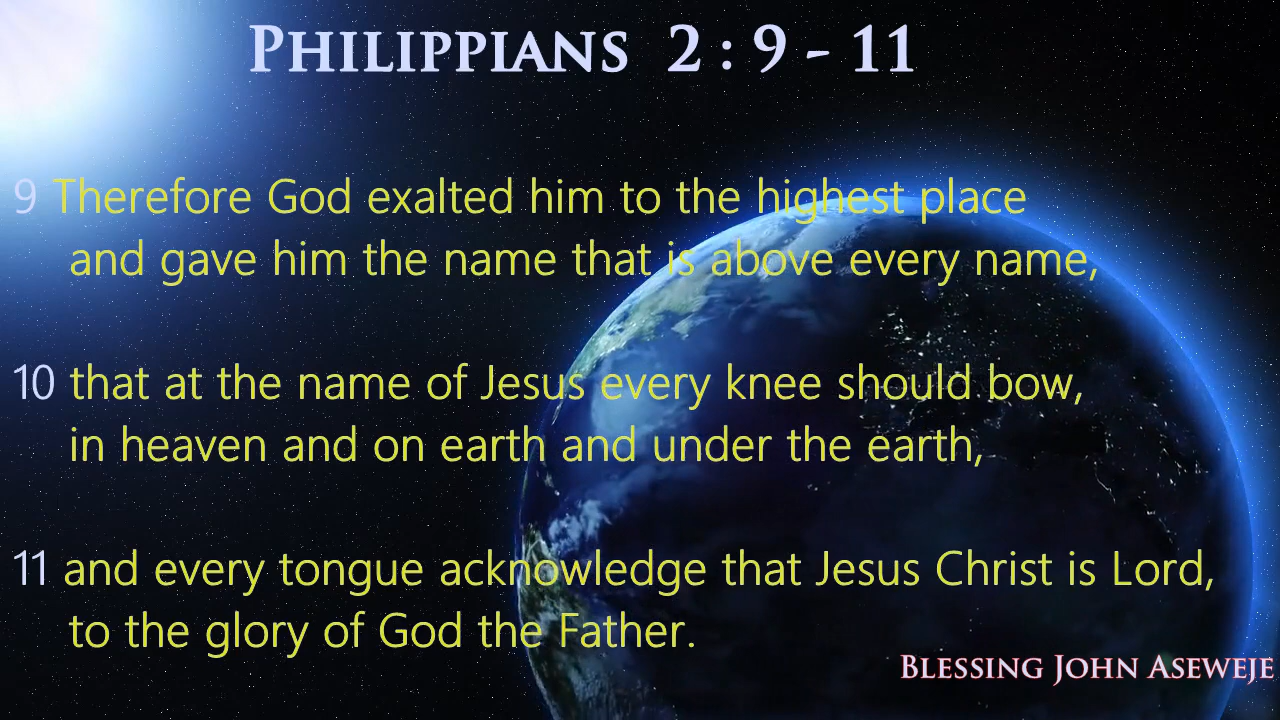 Philippians 2 : 9 - 11
9 Therefore God exalted him to the highest place
and gave him the name that is above every name,
10 that at the name of Jesus every knee should bow,
in heaven and on earth and under the earth,
11 and every tongue acknowledge that Jesus Christ is Lord,
to the glory of God the Father.
Blessing John Aseweje